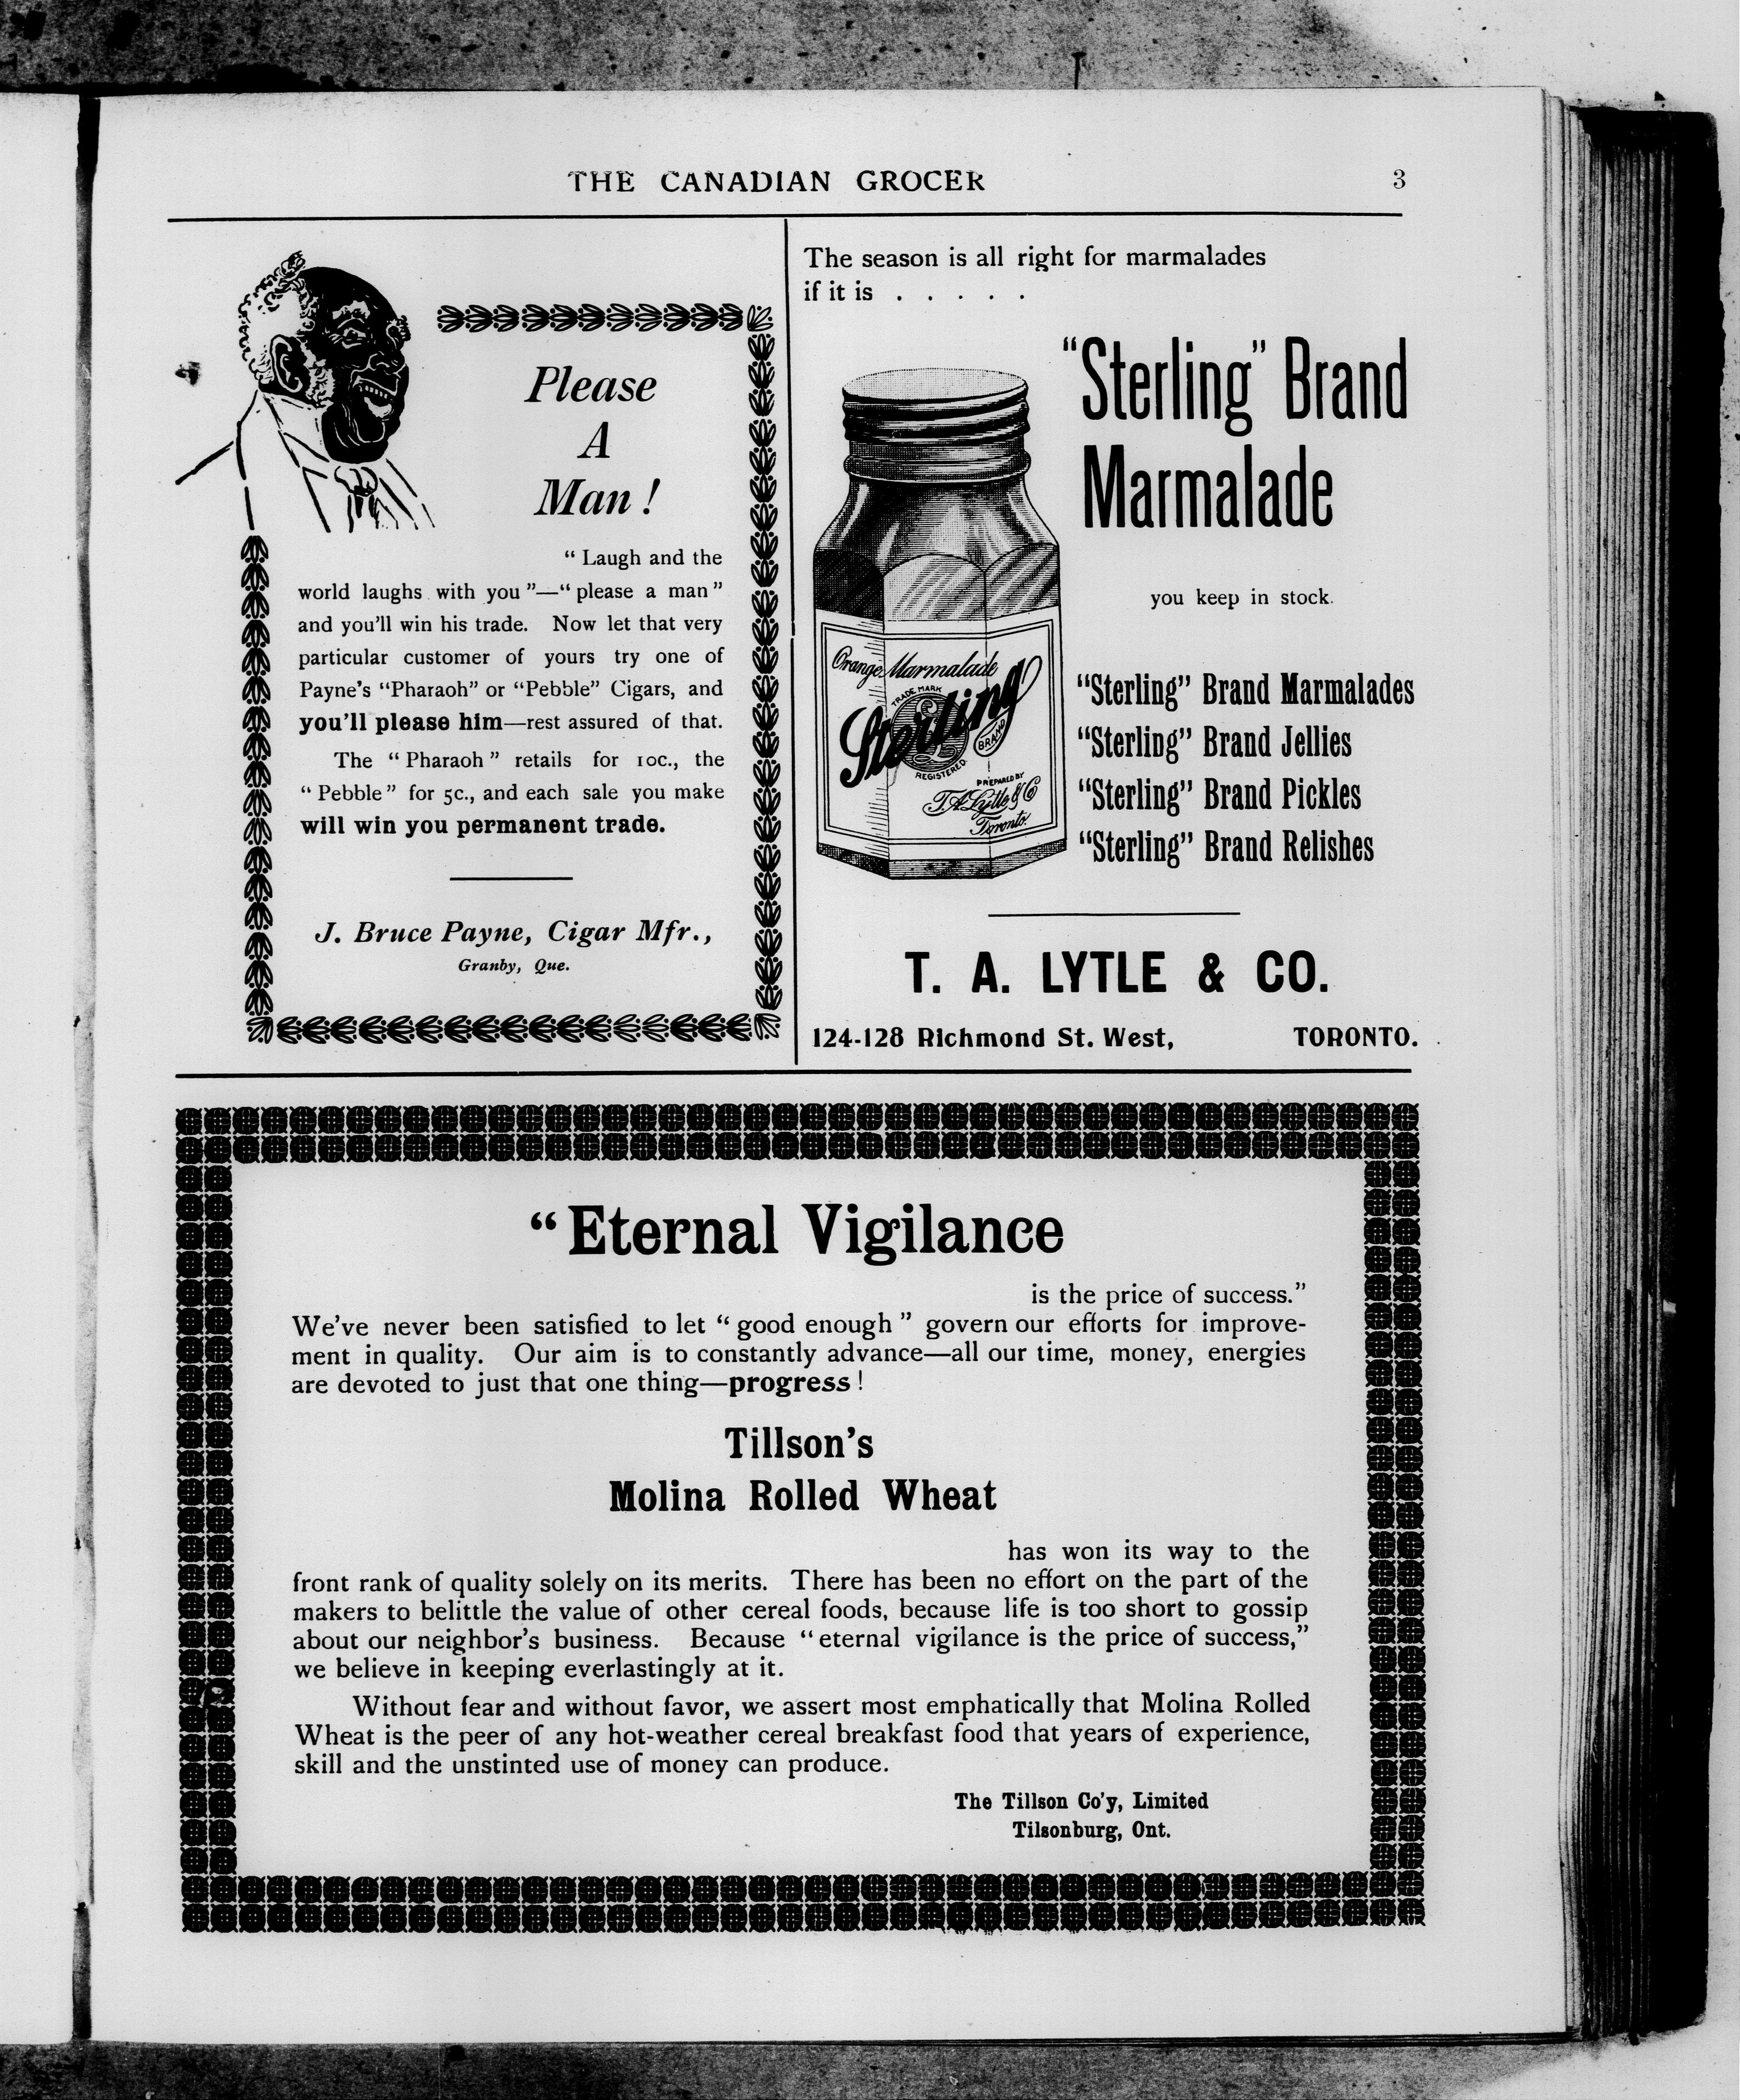 THE CANADIAN GROCER
3
Please
A
Man!
"Laugh and the
world laughs with you"—"please a man"
and you'll win his trade. Now let that very
particular customer of yours try one of
Payne's "Pharaoh" or "Pebble" Cigars, and
you'll please him—rest assured of that.
The "Pharaoh" retails for 10c., the
"Pebble" for 5c., and each sale you make
will win you permanent trade.
J. Bruce Payne, Cigar Mfr.,
Granby, Que.
The season is all right for marmalades
if it is . . . . .
"Sterling" Brand
Marmalade
you keep in stock.
Orange Marmalade
TRADE MARK
Sterling
BRAND
REGISTERED
PREPARED BY
T.A. Lytle & Co
Toronto.
"Sterling" Brand Marmalades
"Sterling" Brand Jellies
"Sterling" Brand Pickles
"Sterling" Brand Relishes
T. A. LYTLE & CO.
124-128 Richmond St. West, TORONTO.
"Eternal Vigilance
is the price of success."
We've never been satisfied to let "good enough" govern our efforts for improve-
ment in quality. Our aim is to constantly advance—all our time, money, energies
are devoted to just that one thing—progress!
Tillson's
Molina Rolled Wheat
has won its way to the
front rank of quality solely on its merits. There has been no effort on the part of the
makers to belittle the value of other cereal foods, because life is too short to gossip
about our neighbor's business. Because "eternal vigilance is the price of success,"
we believe in keeping everlastingly at it.
Without fear and without favor, we assert most emphatically that Molina Rolled
Wheat is the peer of any hot-weather cereal breakfast food that years of experience,
skill and the unstinted use of money can produce.
The Tillson Co'y, Limited
Tilsonburg, Ont.